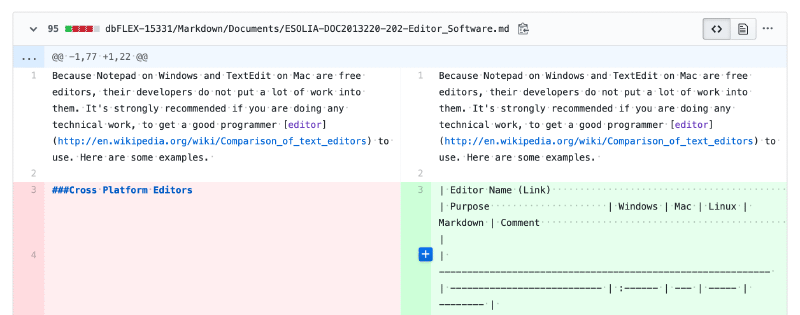 95 dbFLEX-15331/Markdown/Documents/ESOLIA-DOC2013220-202-Editor_Software.md
... @@ -1,77 +1,22 @@
1 Because Notepad on Windows and TextEdit on Mac are free
editors, their developers do not put a lot of work into
them. It's strongly recommended if you are doing any
technical work, to get a good programmer [editor]
(http://en.wikipedia.org/wiki/Comparison_of_text_editors) to
use. Here are some examples.
2
3 ###Cross Platform Editors
4
1 Because Notepad on Windows and TextEdit on Mac are free
editors, their developers do not put a lot of work into
them. It's strongly recommended if you are doing any
technical work, to get a good programmer [editor]
(http://en.wikipedia.org/wiki/Comparison_of_text_editors) to
use. Here are some examples.
2
3 | Editor Name (Link)
| Purpose | Windows | Mac | Linux |
Markdown | Comment
|
+ |
-----------------------------------------------------------
| --------------------------- | :------ | --- | ----- |
-------- |